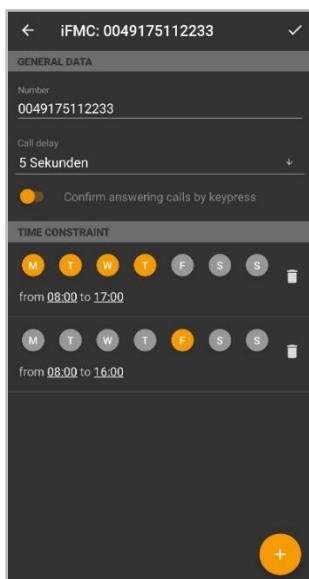 iFMC: 0049175112233
GENERAL DATA
Number
0049175112233
Call delay
5 Sekunden
Confirm answering calls by keypress
TIME CONSTRAINT
M T W T F S S
from 08:00 to 17:00
M T W T F S S
from 08:00 to 16:00
+